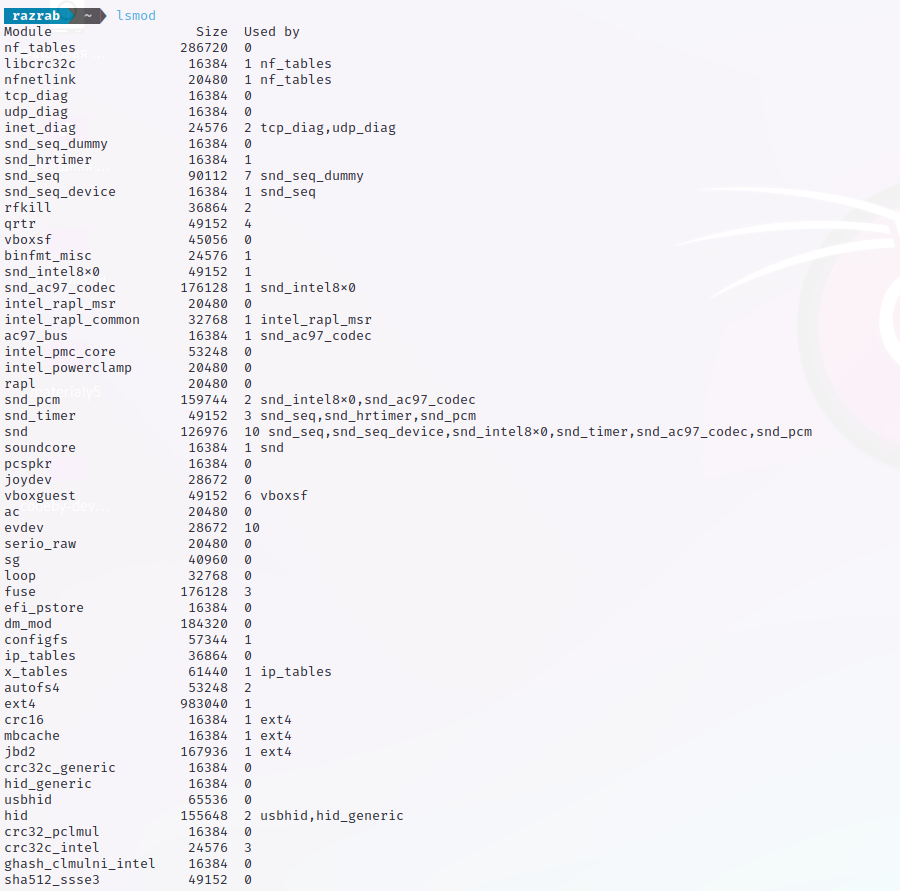 razrab ~ lsmod
Module Size Used by
nf_tables 286720 0
libcrc32c 16384 1 nf_tables
nfnetlink 20480 1 nf_tables
tcp_diag 16384 0
udp_diag 16384 0
inet_diag 24576 2 tcp_diag,udp_diag
snd_seq_dummy 16384 0
snd_hrtimer 16384 1
snd_seq 90112 7 snd_seq_dummy
snd_seq_device 16384 1 snd_seq
rfkill 36864 2
qrtr 49152 4
vboxsf 45056 0
binfmt_misc 24576 1
snd_intel8×0 49152 1
snd_ac97_codec 176128 1 snd_intel8×0
intel_rapl_msr 20480 0
intel_rapl_common 32768 1 intel_rapl_msr
ac97_bus 16384 1 snd_ac97_codec
intel_pmc_core 53248 0
intel_powerclamp 20480 0
rapl 20480 0
snd_pcm 159744 2 snd_intel8×0,snd_ac97_codec
snd_timer 49152 3 snd_seq,snd_hrtimer,snd_pcm
snd 126976 10 snd_seq,snd_seq_device,snd_intel8×0,snd_timer,snd_ac97_codec,snd_pcm
soundcore 16384 1 snd
pcspkr 16384 0
joydev 28672 0
vboxguest 49152 6 vboxsf
ac 20480 0
evdev 28672 10
serio_raw 20480 0
sg 40960 0
loop 32768 0
fuse 176128 3
efi_pstore 16384 0
dm_mod 184320 0
configfs 57344 1
ip_tables 36864 0
x_tables 61440 1 ip_tables
autofs4 53248 2
ext4 983040 1
crc16 16384 1 ext4
mbcache 16384 1 ext4
jbd2 167936 1 ext4
crc32c_generic 16384 0
hid_generic 16384 0
usbhid 65536 0
hid 155648 2 usbhid,hid_generic
crc32_pclmul 16384 0
crc32c_intel 24576 3
ghash_clmulni_intel 16384 0
sha512_ssse3 49152 0